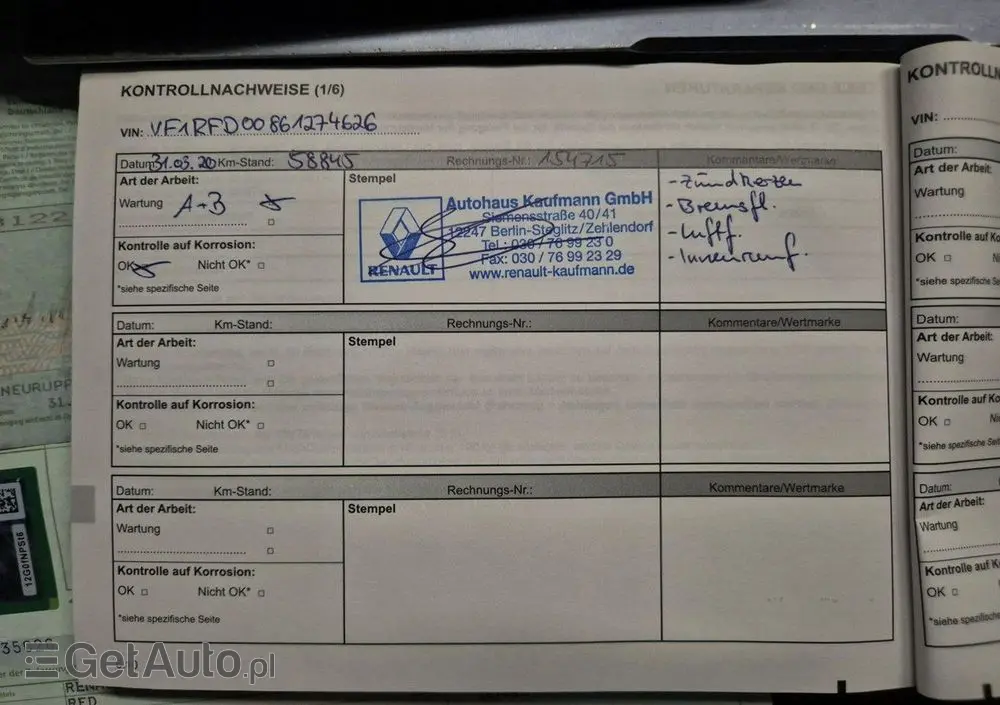 KONTROLLNACHWEISE (1/6)
VIN: VF1RFD00861274626
Datum: 31.03.20 Km-Stand: 58845 Rechnungs-Nr.: 154715 Kommentare/Wertmarke
Art der Arbeit:
Wartung A+B
Kontrolle auf Korrosion:
OK Nicht OK*
*siehe spezifische Seite
Stempel
RENAULT
Autohaus Kaufmann GmbH
Siemensstraße 40/41
12247 Berlin-Steglitz/Zehlendorf
Tel.: 030 / 76 99 23 0
Fax: 030 / 76 99 23 29
www.renault-kaufmann.de
- Zündkerzen
- Bremsfl.
- Luftf.
- Innenraumf.
Datum: Km-Stand: Rechnungs-Nr.: Kommentare/Wertmarke
Art der Arbeit:
Wartung
Kontrolle auf Korrosion:
OK Nicht OK*
*siehe spezifische Seite
Stempel
Datum: Km-Stand: Rechnungs-Nr.: Kommentare/Wertmarke
Art der Arbeit:
Wartung
Kontrolle auf Korrosion:
OK Nicht OK*
*siehe spezifische Seite
Stempel
KONTROLLN
VIN:
Datum:
Art der Arbeit:
Wartung
Kontrolle auf Ko
OK
*siehe spezifische
Datum:
Art der Arbeit:
Wartung
Kontrolle auf Ko
OK
*siehe spezifische Seit
Datum:
Art der Arbeit:
Wartung
Kontrolle auf K
OK
*siehe spezifische
NEURUPP
31.
12G0fNPSt6
GetAuto.pl